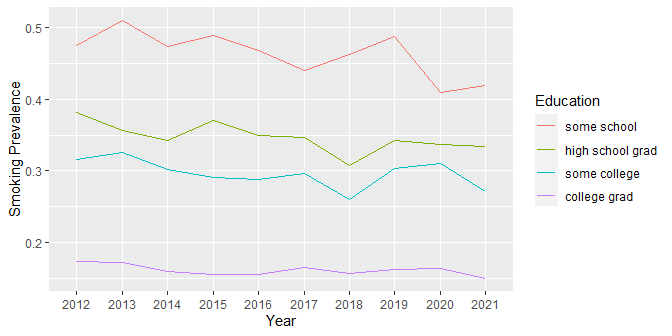 Smoking Prevalence
0.5
0.4
0.3
0.2
2012 2013 2014 2015 2016 2017 2018 2019 2020 2021
Year
Education
some school
high school grad
some college
college grad